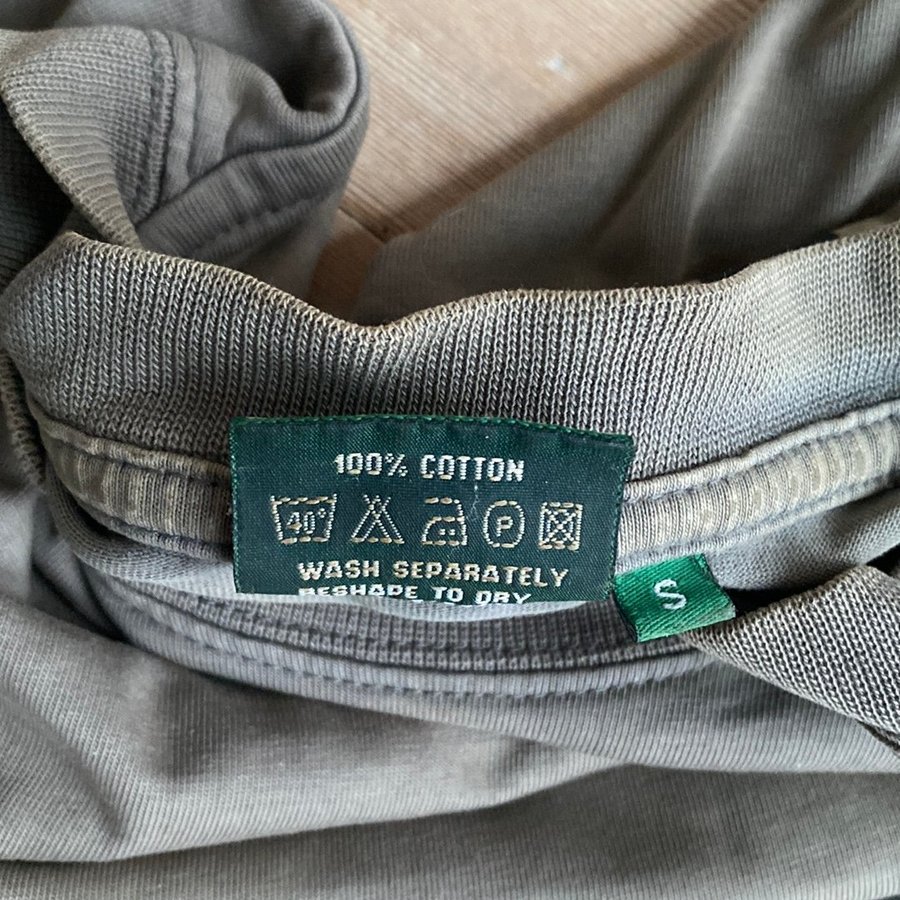 100% COTTON
40° P
WASH SEPARATELY
RESHAPE TO DRY
S